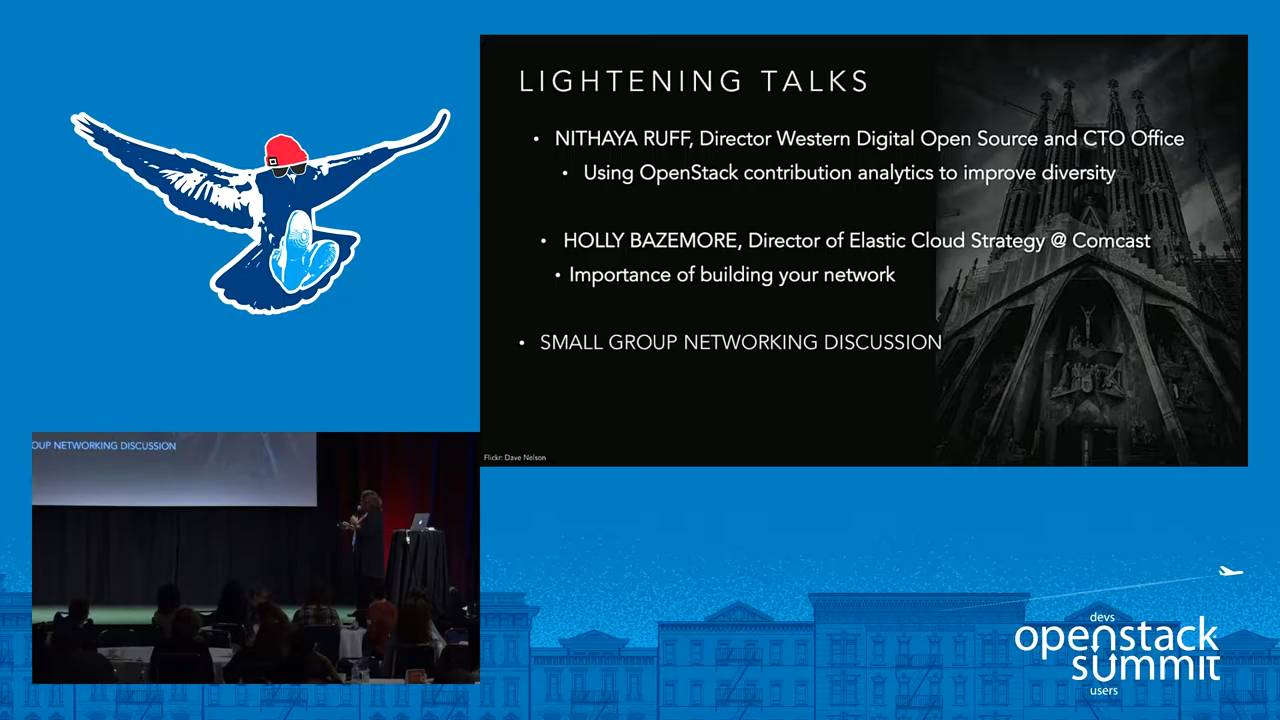 LIGHTENING TALKS
• NITHAYA RUFF, Director Western Digital Open Source and CTO Office
• Using OpenStack contribution analytics to improve diversity
• HOLLY BAZEMORE, Director of Elastic Cloud Strategy @ Comcast
• Importance of building your network
• SMALL GROUP NETWORKING DISCUSSION
Flickr: Dave Nelson
OUP NETWORKING DISCUSSION
devs
openstack
summit
users